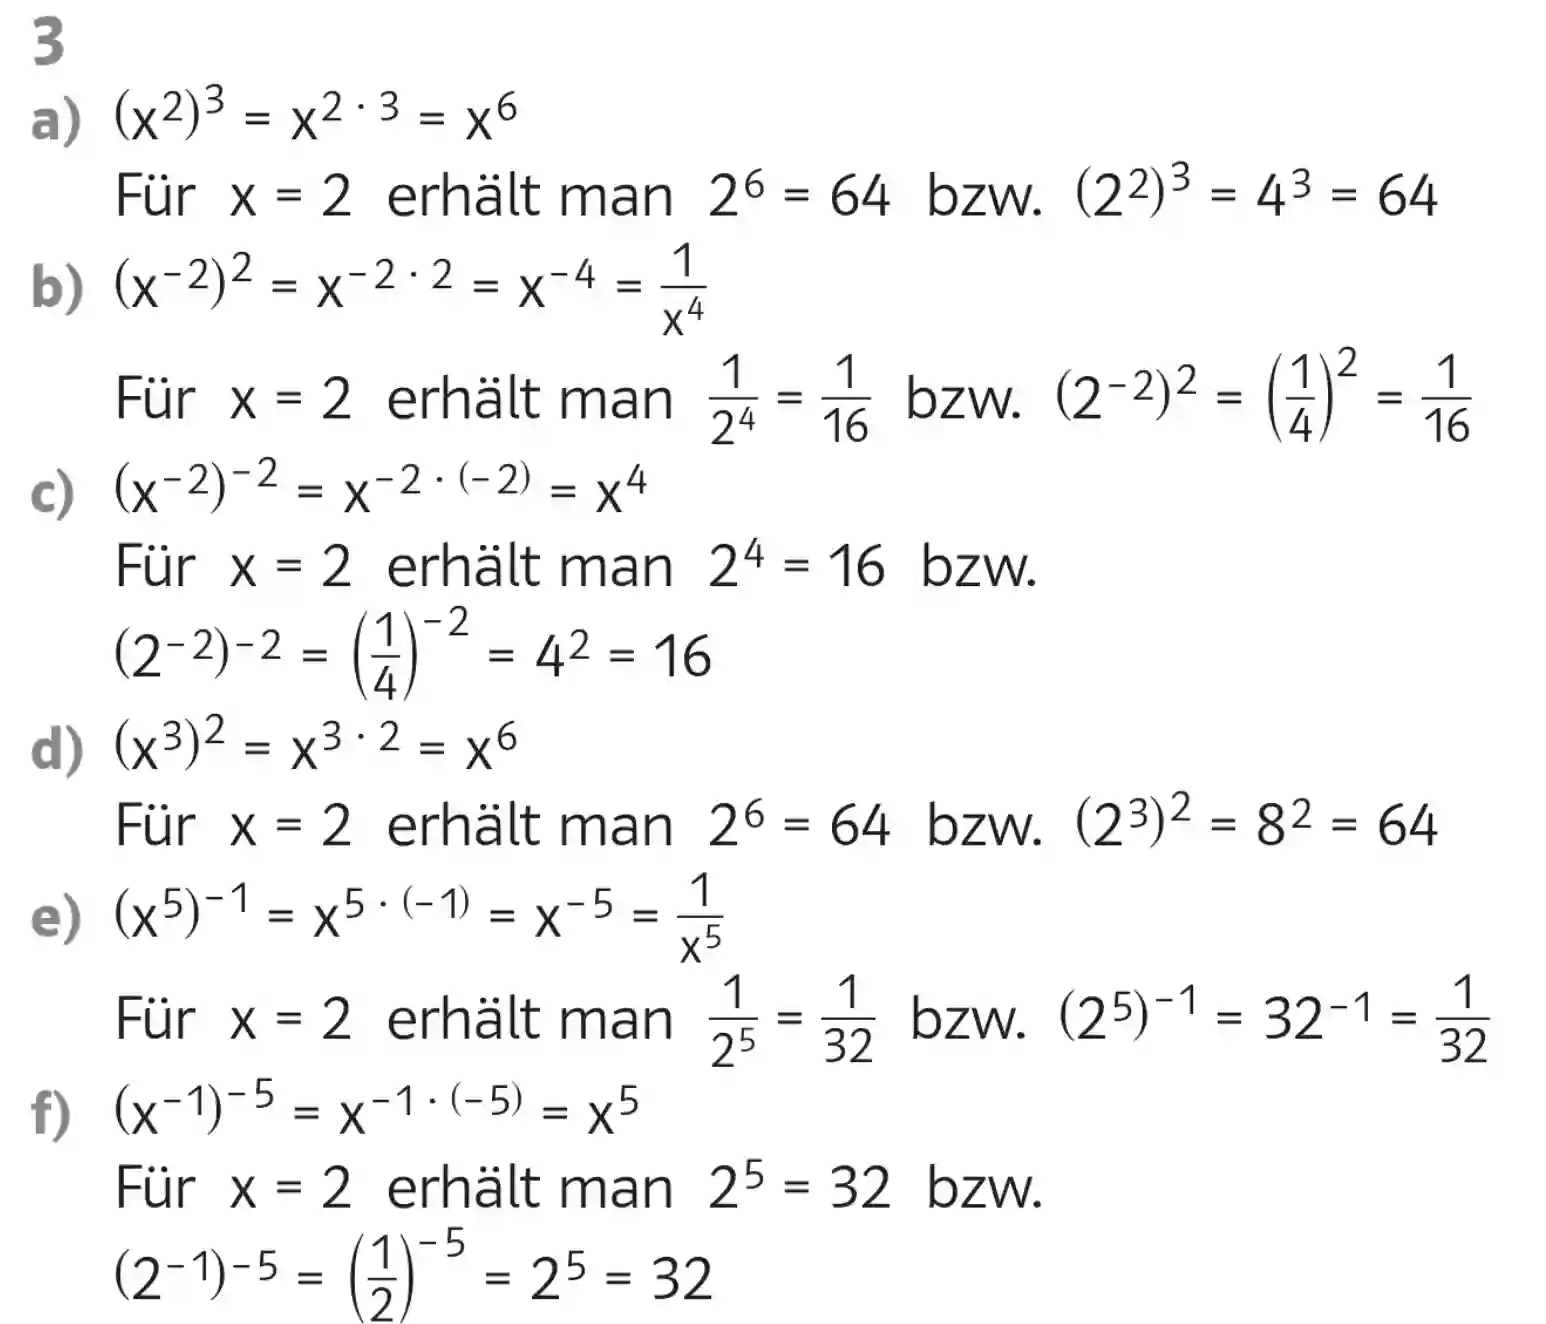 3
a) (x²)³ = x^(2 · 3) = x⁶
Für x = 2 erhält man 2⁶ = 64 bzw. (2²)³ = 4³ = 64
b) (x⁻²)² = x^(−2 · 2) = x⁻⁴ = 1/x⁴
Für x = 2 erhält man 1/2⁴ = 1/16 bzw. (2⁻²)² = (1/4)² = 1/16
c) (x⁻²)⁻² = x^(−2 · (−2)) = x⁴
Für x = 2 erhält man 2⁴ = 16 bzw.
(2⁻²)⁻² = (1/4)⁻² = 4² = 16
d) (x³)² = x^(3 · 2) = x⁶
Für x = 2 erhält man 2⁶ = 64 bzw. (2³)² = 8² = 64
e) (x⁵)⁻¹ = x^(5 · (−1)) = x⁻⁵ = 1/x⁵
Für x = 2 erhält man 1/2⁵ = 1/32 bzw. (2⁵)⁻¹ = 32⁻¹ = 1/32
f) (x⁻¹)⁻⁵ = x^(−1 · (−5)) = x⁵
Für x = 2 erhält man 2⁵ = 32 bzw.
(2⁻¹)⁻⁵ = (1/2)⁻⁵ = 2⁵ = 32